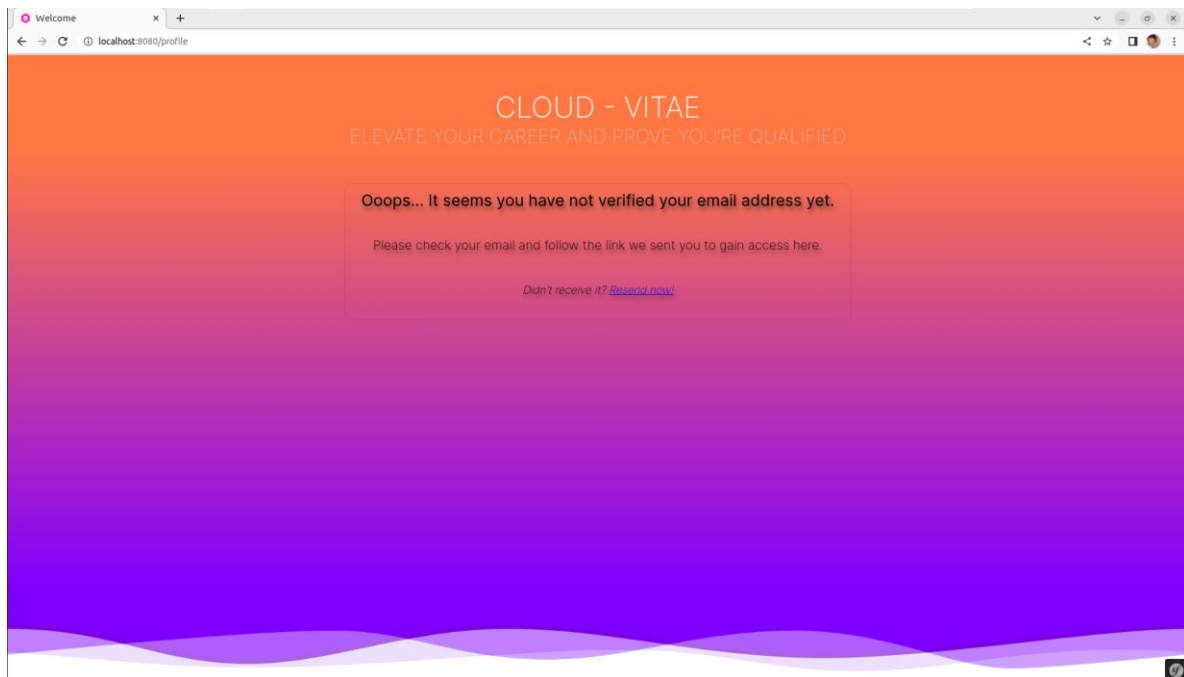 Welcome
localhost:8080/profile
CLOUD - VITAE
ELEVATE YOUR CAREER AND PROVE YOU'RE QUALIFIED
Ooops... It seems you have not verified your email address yet.
Please check your email and follow the link we sent you to gain access here.
Didn't receive it? Resend now!